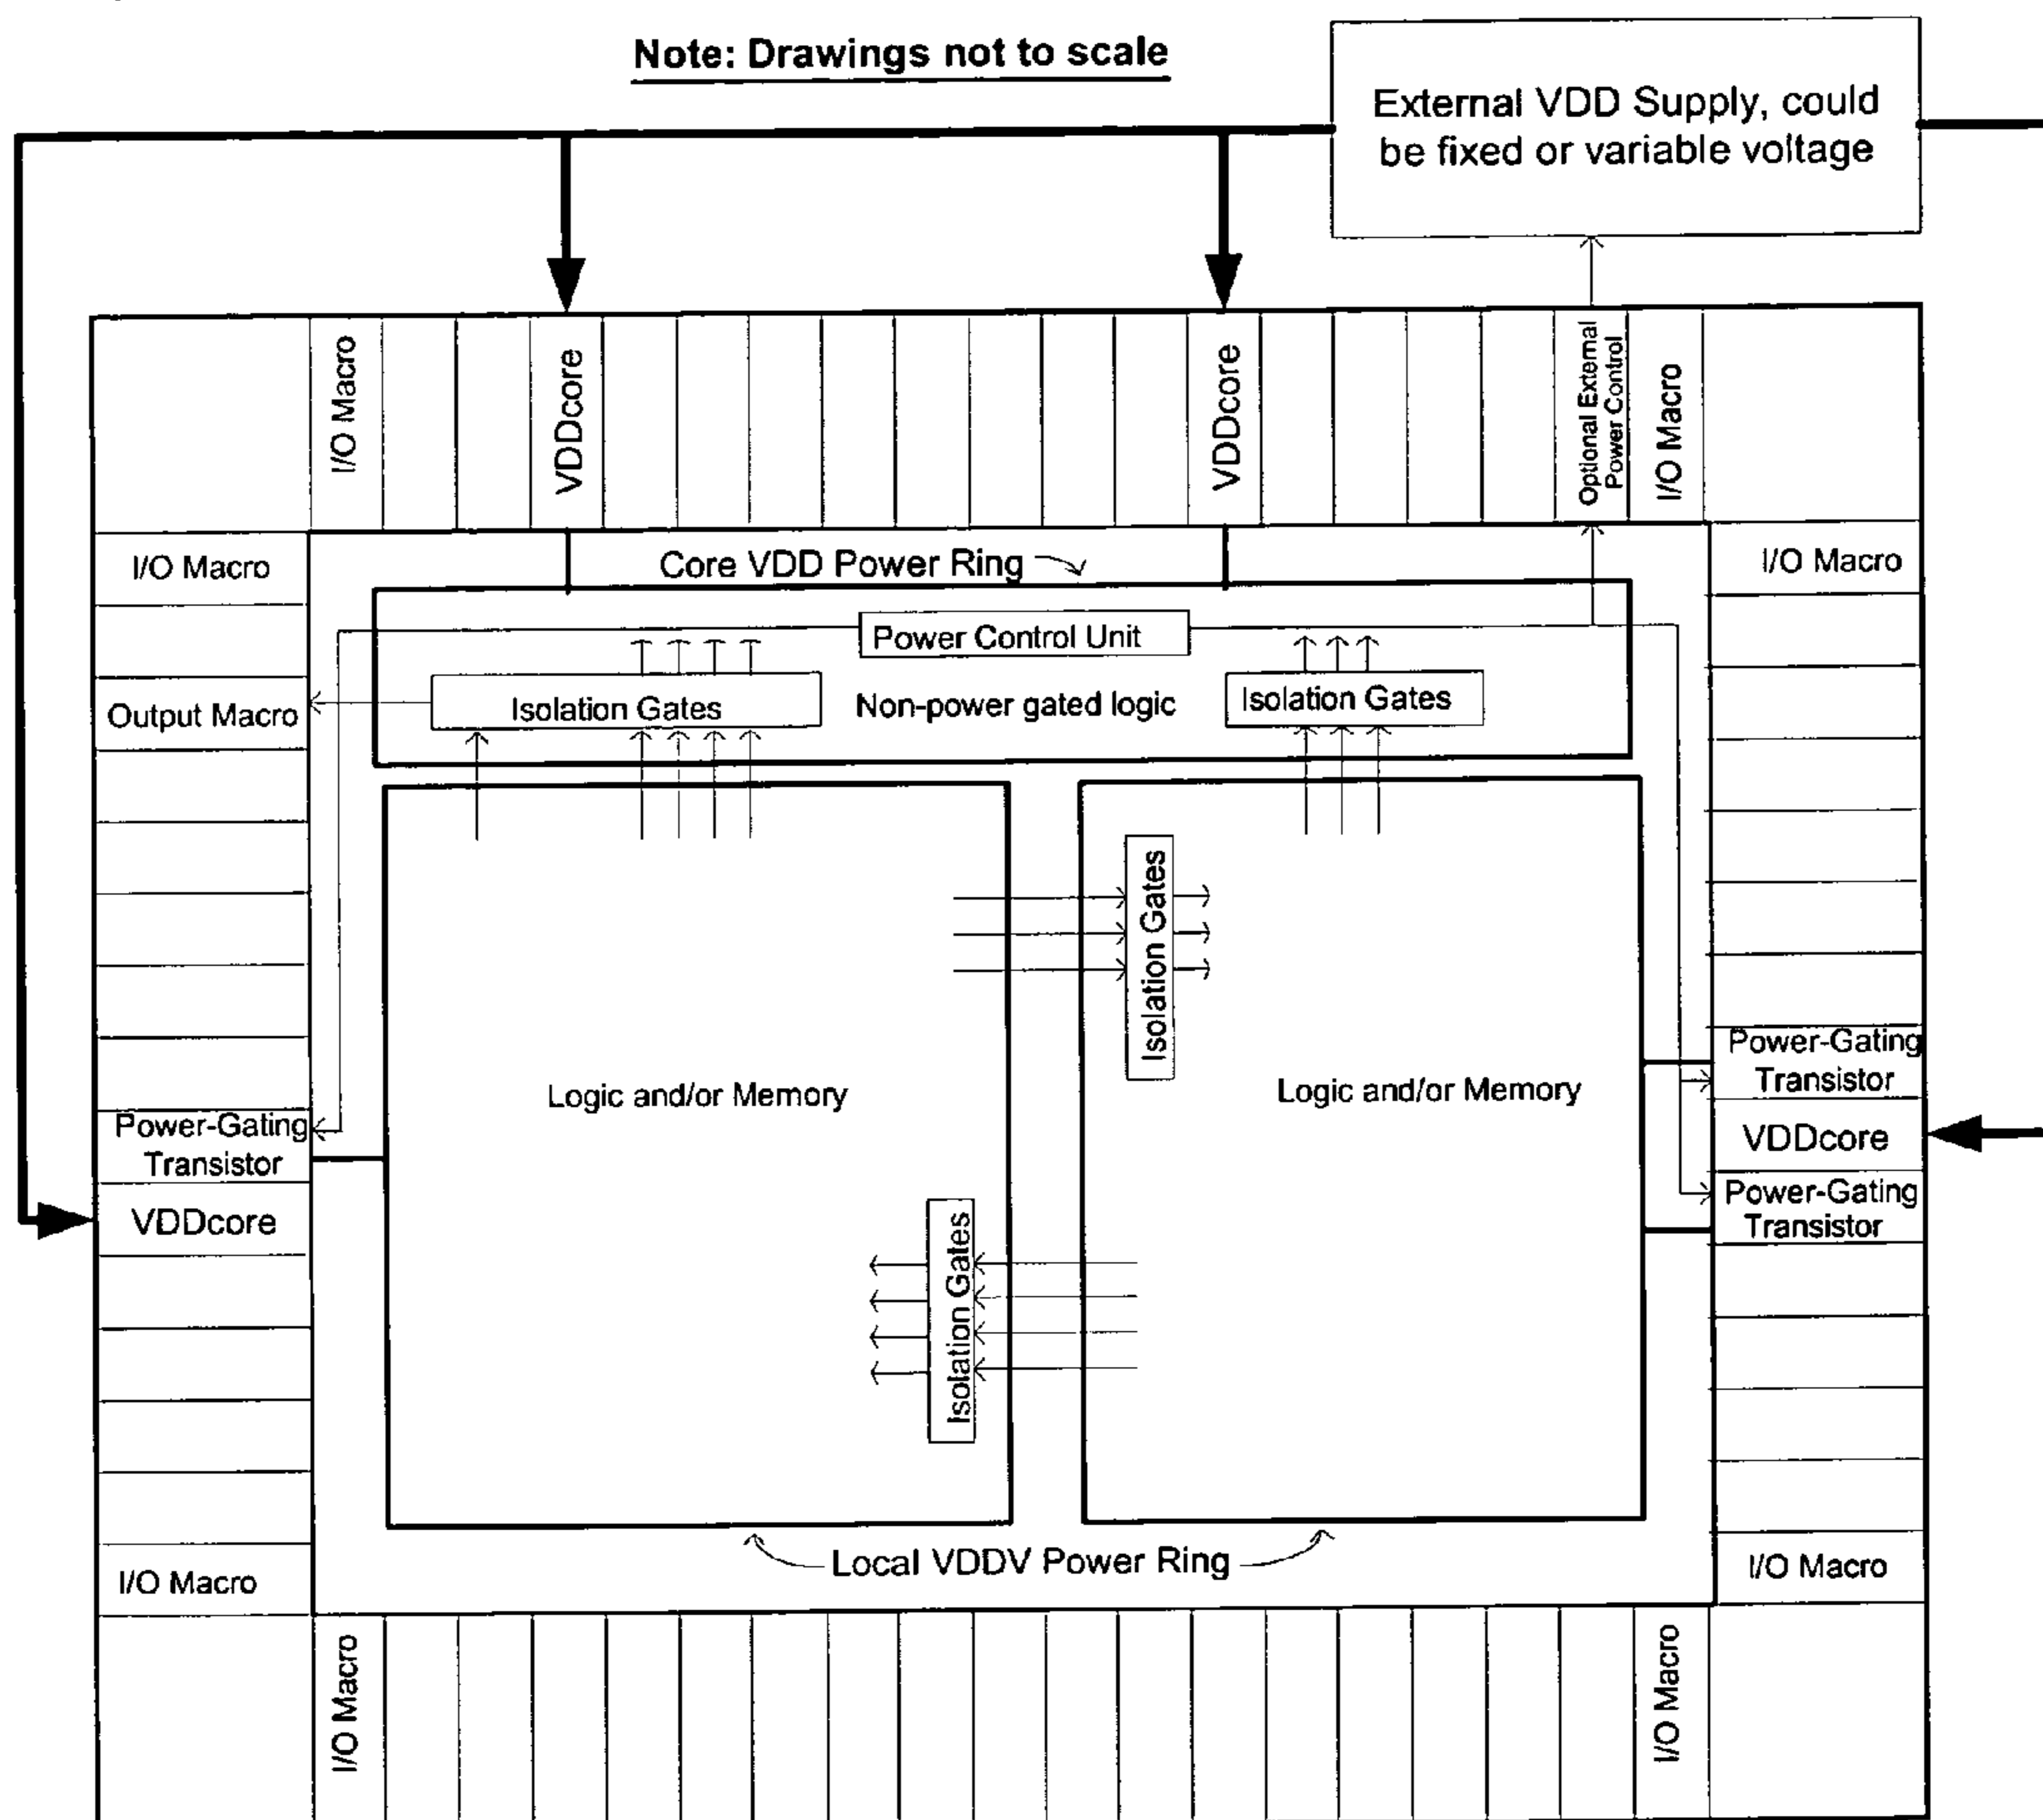 Note: Drawings not to scale
External VDD Supply, could
be fixed or variable voltage
I/O Macro
VDDcore
VDDcore
Optional External
Power Control
I/O Macro
I/O Macro
Core VDD Power Ring
I/O Macro
Power Control Unit
Output Macro
Isolation Gates
Non-power gated logic
Isolation Gates
Isolation Gates
Logic and/or Memory
Logic and/or Memory
Power-Gating
Transistor
Power-Gating
Transistor
VDDcore
VDDcore
Power-Gating
Transistor
Isolation Gates
Local VDDV Power Ring
I/O Macro
I/O Macro
I/O Macro
I/O Macro